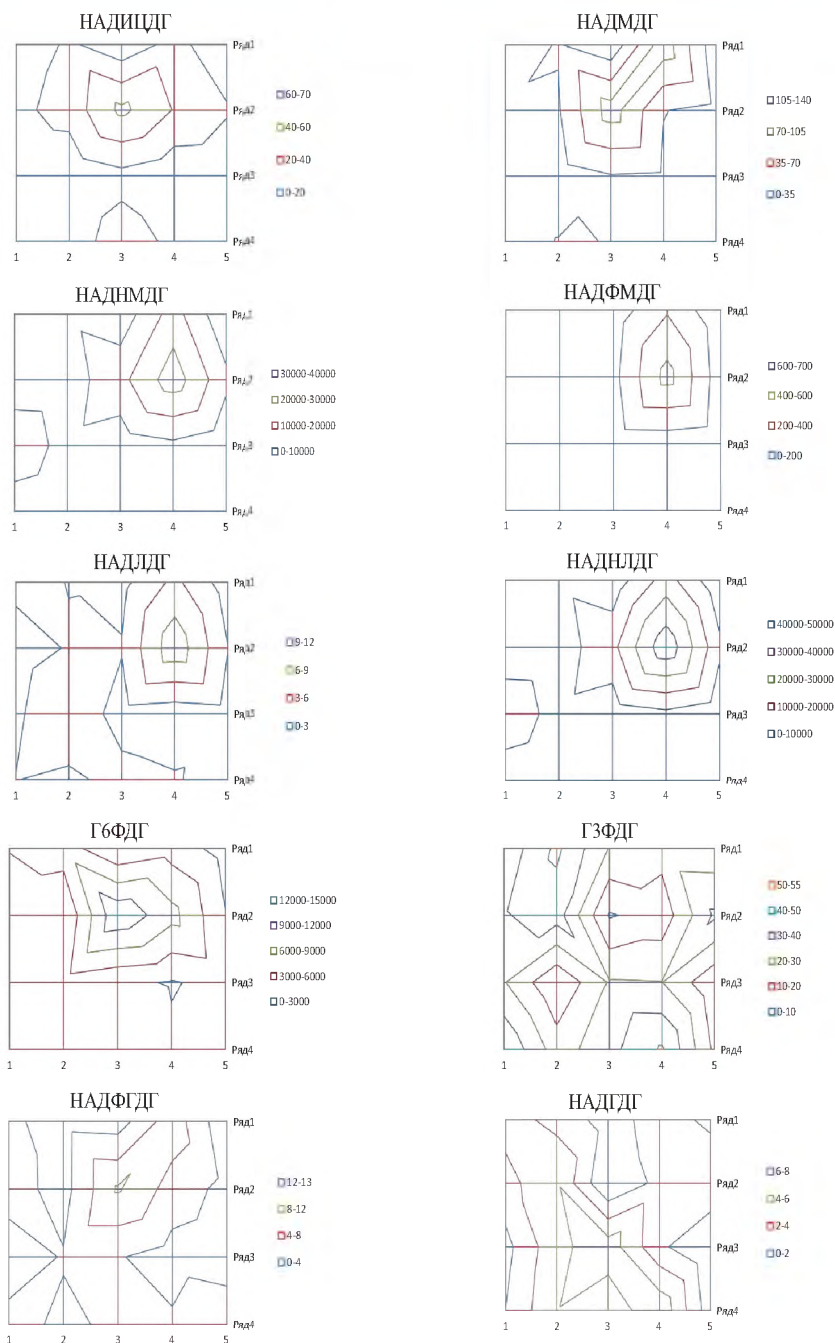 НАДИЦДГ
Ряд1
Ряд2
Ряд3
Ряд4
1 2 3 4 5
60-70
40-60
20-40
0-20
НАДМДГ
Ряд1
Ряд2
Ряд3
Ряд4
1 2 3 4 5
105-140
70-105
35-70
0-35
НАДНМДГ
Ряд1
Ряд2
Ряд3
Ряд4
1 2 3 4 5
30000-40000
20000-30000
10000-20000
0-10000
НАДФМДГ
Ряд1
Ряд2
Ряд3
Ряд4
1 2 3 4 5
600-700
400-600
200-400
0-200
НАДЛДГ
Ряд1
Ряд2
Ряд3
Ряд4
1 2 3 4 5
9-12
6-9
3-6
0-3
НАДНЛДГ
Ряд1
Ряд2
Ряд3
Ряд4
1 2 3 4 5
40000-50000
30000-40000
20000-30000
10000-20000
0-10000
Г6ФДГ
Ряд1
Ряд2
Ряд3
Ряд4
1 2 3 4 5
12000-15000
9000-12000
6000-9000
3000-6000
0-3000
Г3ФДГ
Ряд1
Ряд2
Ряд3
Ряд4
1 2 3 4 5
50-55
40-50
30-40
20-30
10-20
0-10
НАДФГДГ
Ряд1
Ряд2
Ряд3
Ряд4
1 2 3 4 5
12-13
8-12
4-8
0-4
НАДГДГ
Ряд1
Ряд2
Ряд3
Ряд4
1 2 3 4 5
6-8
4-6
2-4
0-2